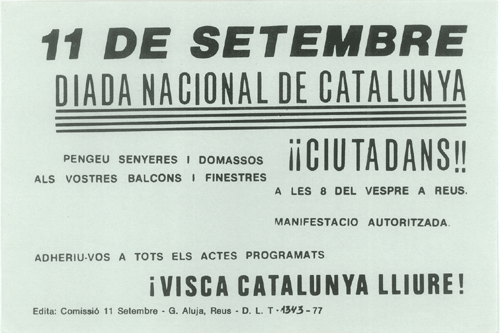 11 DE SETEMBRE
DIADA NACIONAL DE CATALUNYA
PENGEU SENYERES I DOMASSOS
ALS VOSTRES BALCONS I FINESTRES
¡¡CIUTADANS!!
A LES 8 DEL VESPRE A REUS.
MANIFESTACIO AUTORITZADA.
ADHERIU-VOS A TOTS ELS ACTES PROGRAMATS
¡VISCA CATALUNYA LLIURE!
Edita: Comissió 11 Setembre - G. Aluja, Reus - D. L. T - 1343 - 77